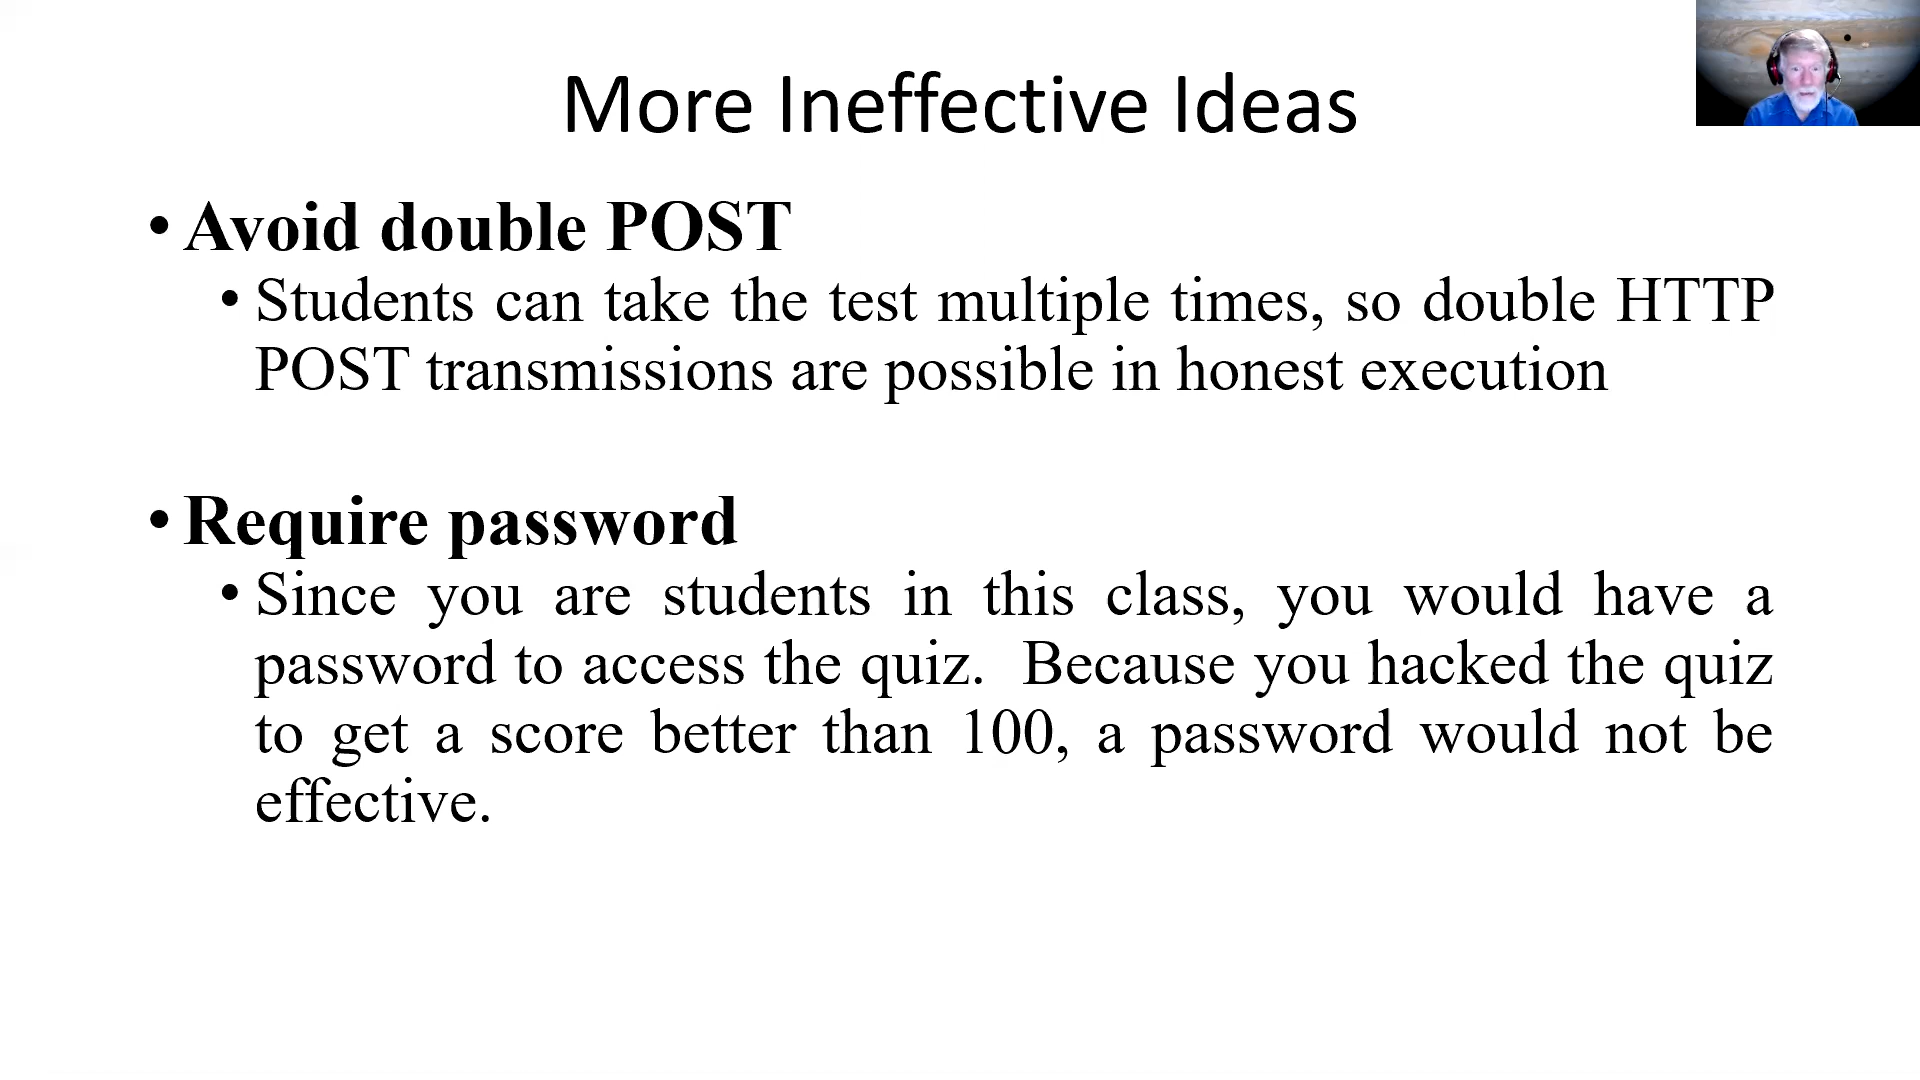 More Ineffective Ideas
• Avoid double POST
• Students can take the test multiple times, so double HTTP
POST transmissions are possible in honest execution
• Require password
• Since you are students in this class, you would have a
password to access the quiz.  Because you hacked the quiz
to get a score better than 100, a password would not be
effective.